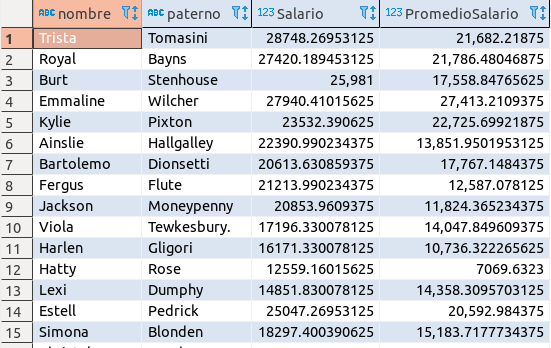 ABC nombre ABC paterno 123 Salario 123 PromedioSalario
1 Trista Tomasini 28748.26953125 21,682.21875
2 Royal Bayns 27420.189453125 21,786.48046875
3 Burt Stenhouse 25,981 17,558.84765625
4 Emmaline Wilcher 27940.41015625 27,413.2109375
5 Kylie Pixton 23532.390625 22,725.69921875
6 Ainslie Hallgalley 22390.990234375 13,851.9501953125
7 Bartolemo Dionsetti 20613.630859375 17,767.1484375
8 Fergus Flute 21213.990234375 12,587.078125
9 Jackson Moneypenny 20853.9609375 11,824.365234375
10 Viola Tewkesbury. 17196.330078125 14,047.849609375
11 Harlen Gligori 16171.330078125 10,736.322265625
12 Hatty Rose 12559.16015625 7069.6323
13 Lexi Dumphy 14851.830078125 14,358.3095703125
14 Estell Pedrick 25047.26953125 20,592.984375
15 Simona Blonden 18297.400390625 15,183.7177734375